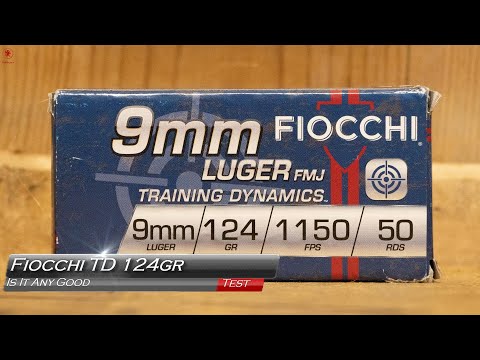 9mm
LUGER FMJ
FIOCCHI®
TRAINING DYNAMICS™
9mm LUGER
124 GR
1150 FPS
50 RDS
Fiocchi TD 124gr
Is It Any Good
Test